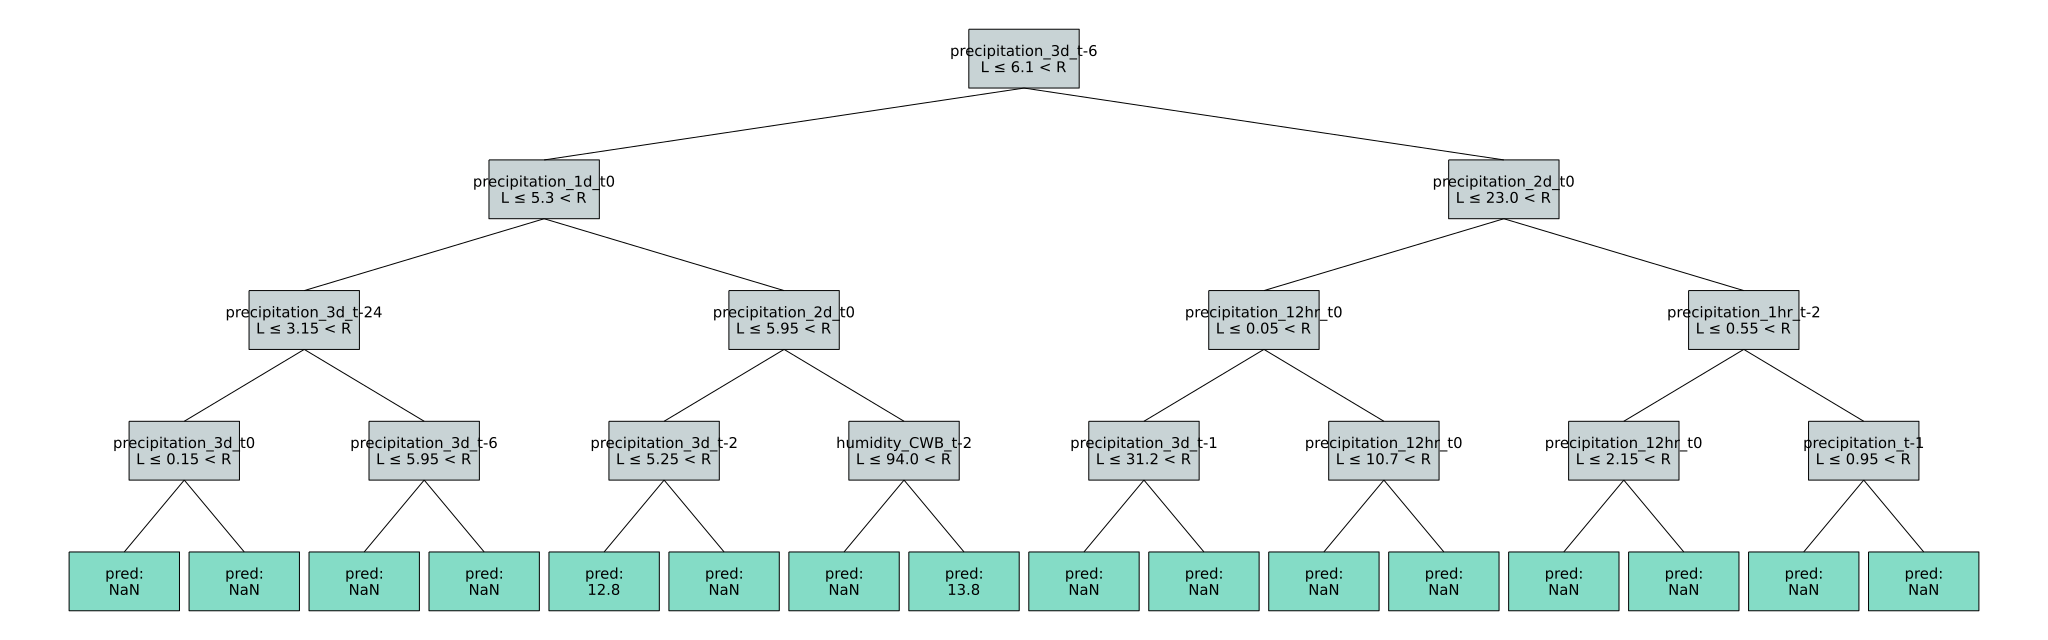 precipitation_3d_t-6
L ≤ 6.1 < R
precipitation_1d_t0
L ≤ 5.3 < R
precipitation_2d_t0
L ≤ 23.0 < R
precipitation_3d_t-24
L ≤ 3.15 < R
precipitation_2d_t0
L ≤ 5.95 < R
precipitation_12hr_t0
L ≤ 0.05 < R
precipitation_1hr_t-2
L ≤ 0.55 < R
precipitation_3d_t0
L ≤ 0.15 < R
precipitation_3d_t-6
L ≤ 5.95 < R
precipitation_3d_t-2
L ≤ 5.25 < R
humidity_CWB_t-2
L ≤ 94.0 < R
precipitation_3d_t-1
L ≤ 31.2 < R
precipitation_12hr_t0
L ≤ 10.7 < R
precipitation_12hr_t0
L ≤ 2.15 < R
precipitation_t-1
L ≤ 0.95 < R
pred:
NaN
pred:
NaN
pred:
NaN
pred:
NaN
pred:
12.8
pred:
NaN
pred:
NaN
pred:
13.8
pred:
NaN
pred:
NaN
pred:
NaN
pred:
NaN
pred:
NaN
pred:
NaN
pred:
NaN
pred:
NaN